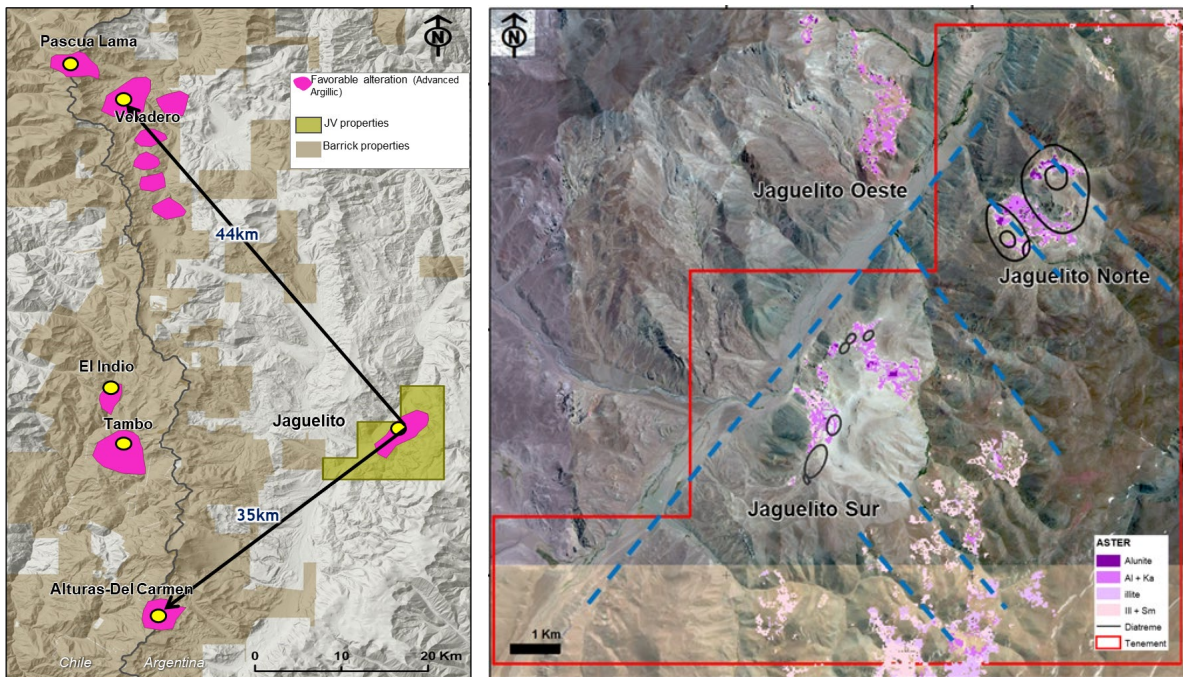 N
Pascua Lama
Favorable alteration (Advanced
Argillic)
JV properties
Barrick properties
Veladero
44km
El Indio
Tambo
Jaguelito
35km
Alturas-Del Carmen
Chile
Argentina
0 10 20 Km
N
Jaguelito Oeste
Jaguelito Norte
Jaguelito Sur
1 Km
ASTER
Alunite
Al + Ka
illite
Ill + Sm
Diatreme
Tenement